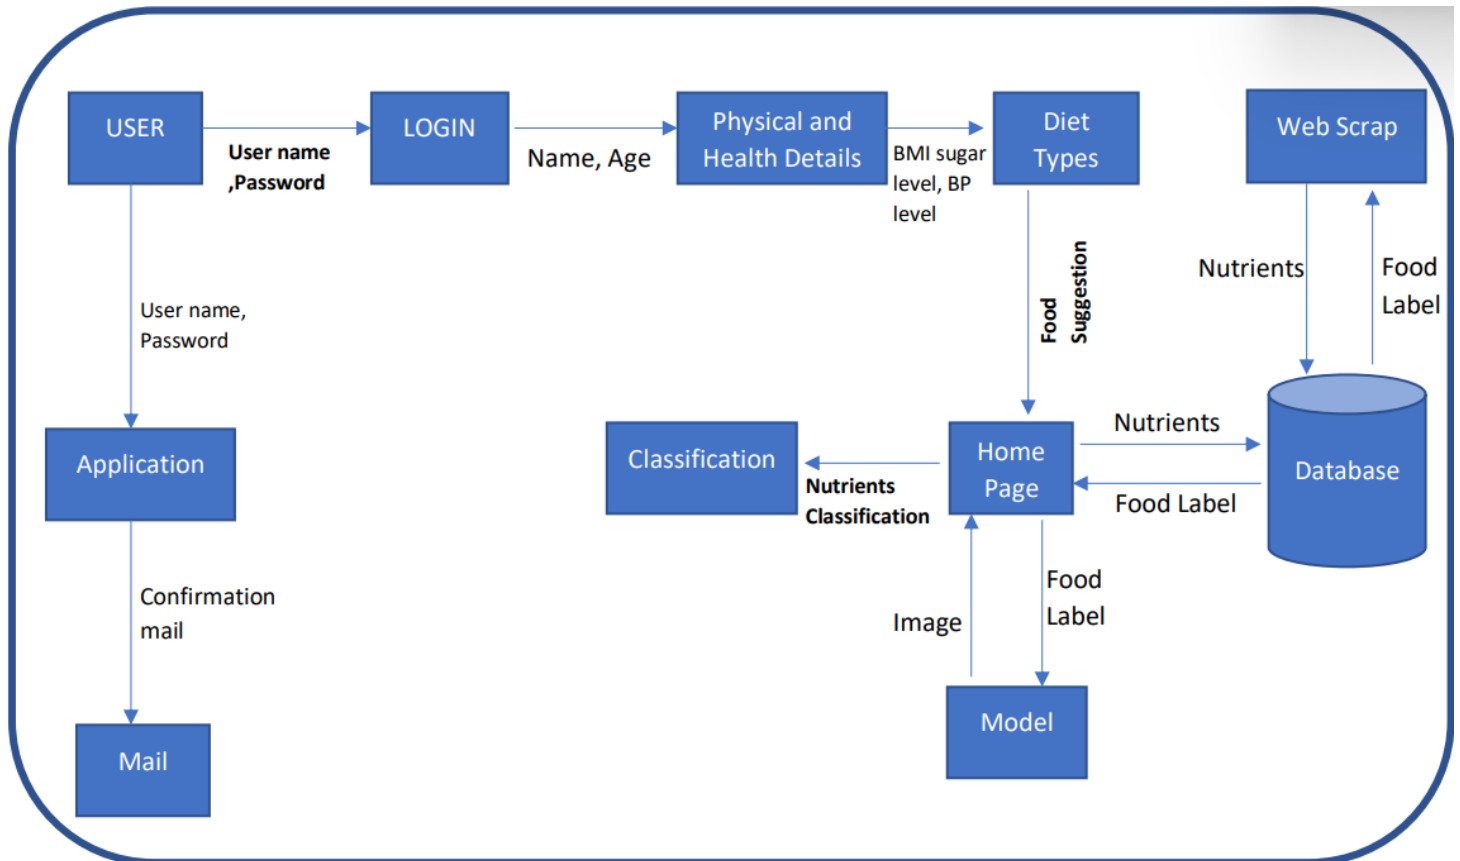 USER
User name
,Password
LOGIN
Name, Age
Physical and
Health Details
BMI sugar
level, BP
level
Diet
Types
Web Scrap
Nutrients
Food
Label
User name,
Password
Food
Suggestion
Application
Classification
Nutrients
Classification
Home
Page
Nutrients
Food Label
Database
Confirmation
mail
Image
Food
Label
Mail
Model